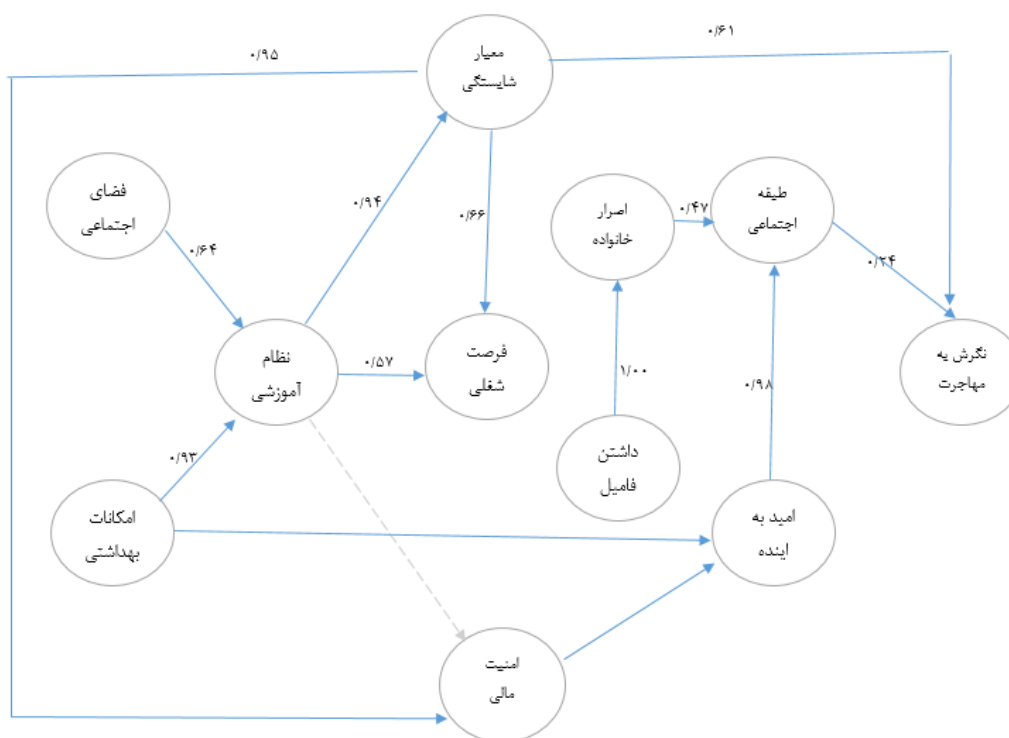 معیار
شایستگی
۰/۹۵
۰/۶۱
فضای
اجتماعی
۰/۶۴
۰/۹۴
۰/۶۶
اصرار
خانواده
۰/۴۷
طیقه
اجتماعی
۰/۲۴
نظام
آموزشی
۰/۵۷
فرصت
شغلی
۱/۰۰
۰/۹۸
نگرش یه
مهاجرت
۰/۹۳
داشتن
فامیل
امکانات
بهداشتی
امید به
اینده
امنیت
مالی